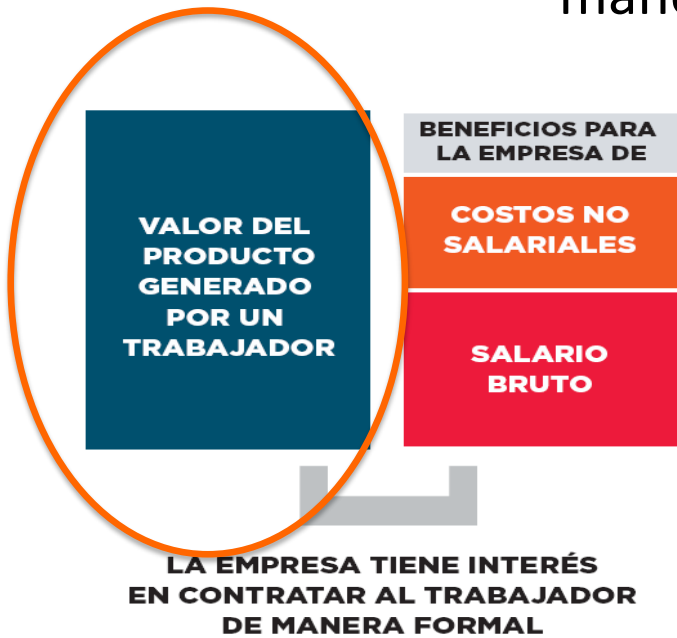 VALOR DEL
PRODUCTO
GENERADO
POR UN
TRABAJADOR
BENEFICIOS PARA
LA EMPRESA DE
COSTOS NO
SALARIALES
SALARIO
BRUTO
LA EMPRESA TIENE INTERÉS
EN CONTRATAR AL TRABAJADOR
DE MANERA FORMAL